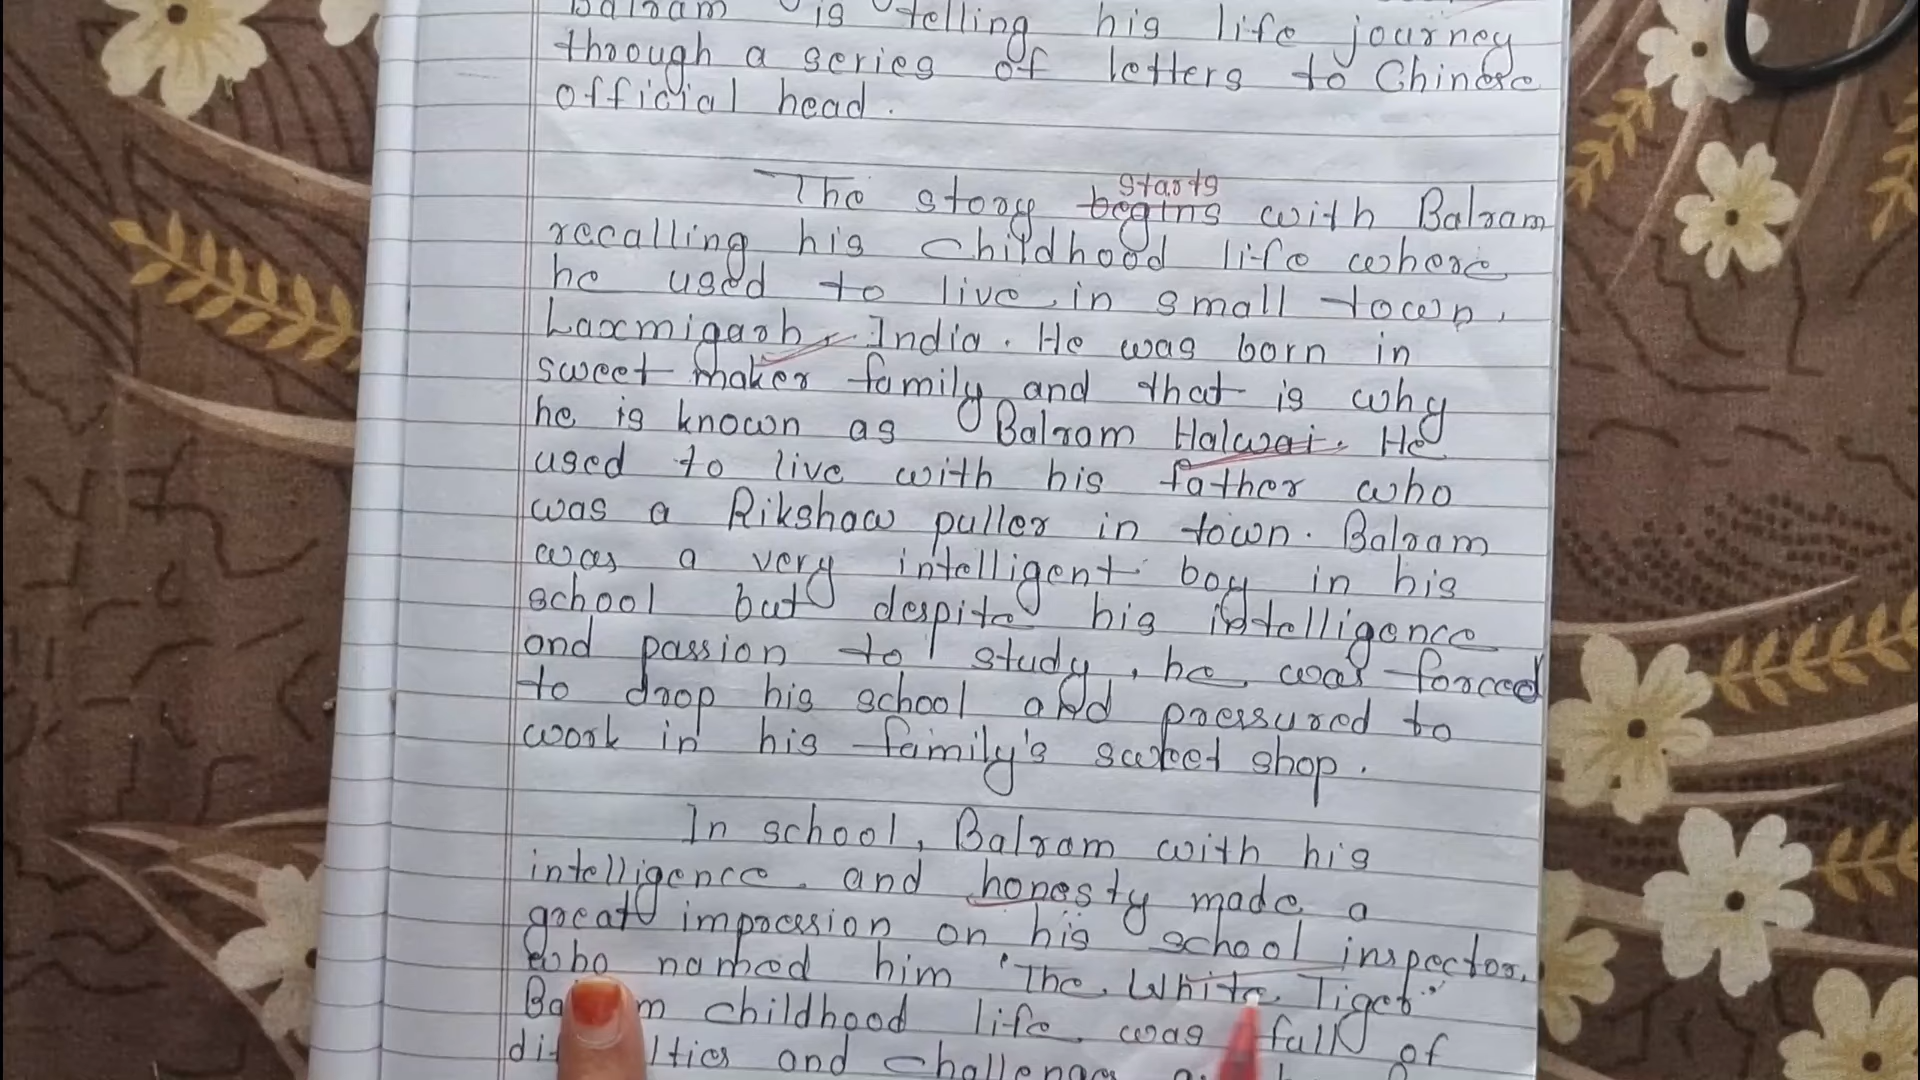 Balram is telling his life journey
through a series of letters to Chinese
official head.
The story begins starts with Balram
recalling his childhood life where
he used to live in small town,
Laxmigarh, India. He was born in
sweet maker family and that is why
he is known as Balram Halwai. He
used to live with his father who
was a Rikshaw puller in town. Balram
was a very intelligent boy in his
school but despite his intelligence
and passion to study, he was forced
to drop his school and pressured to
work in his family's sweet shop.
In school, Balram with his
intelligence and honesty made a
great impression on his school inspector,
who named him 'The White Tiger"
childhood life was full of
and